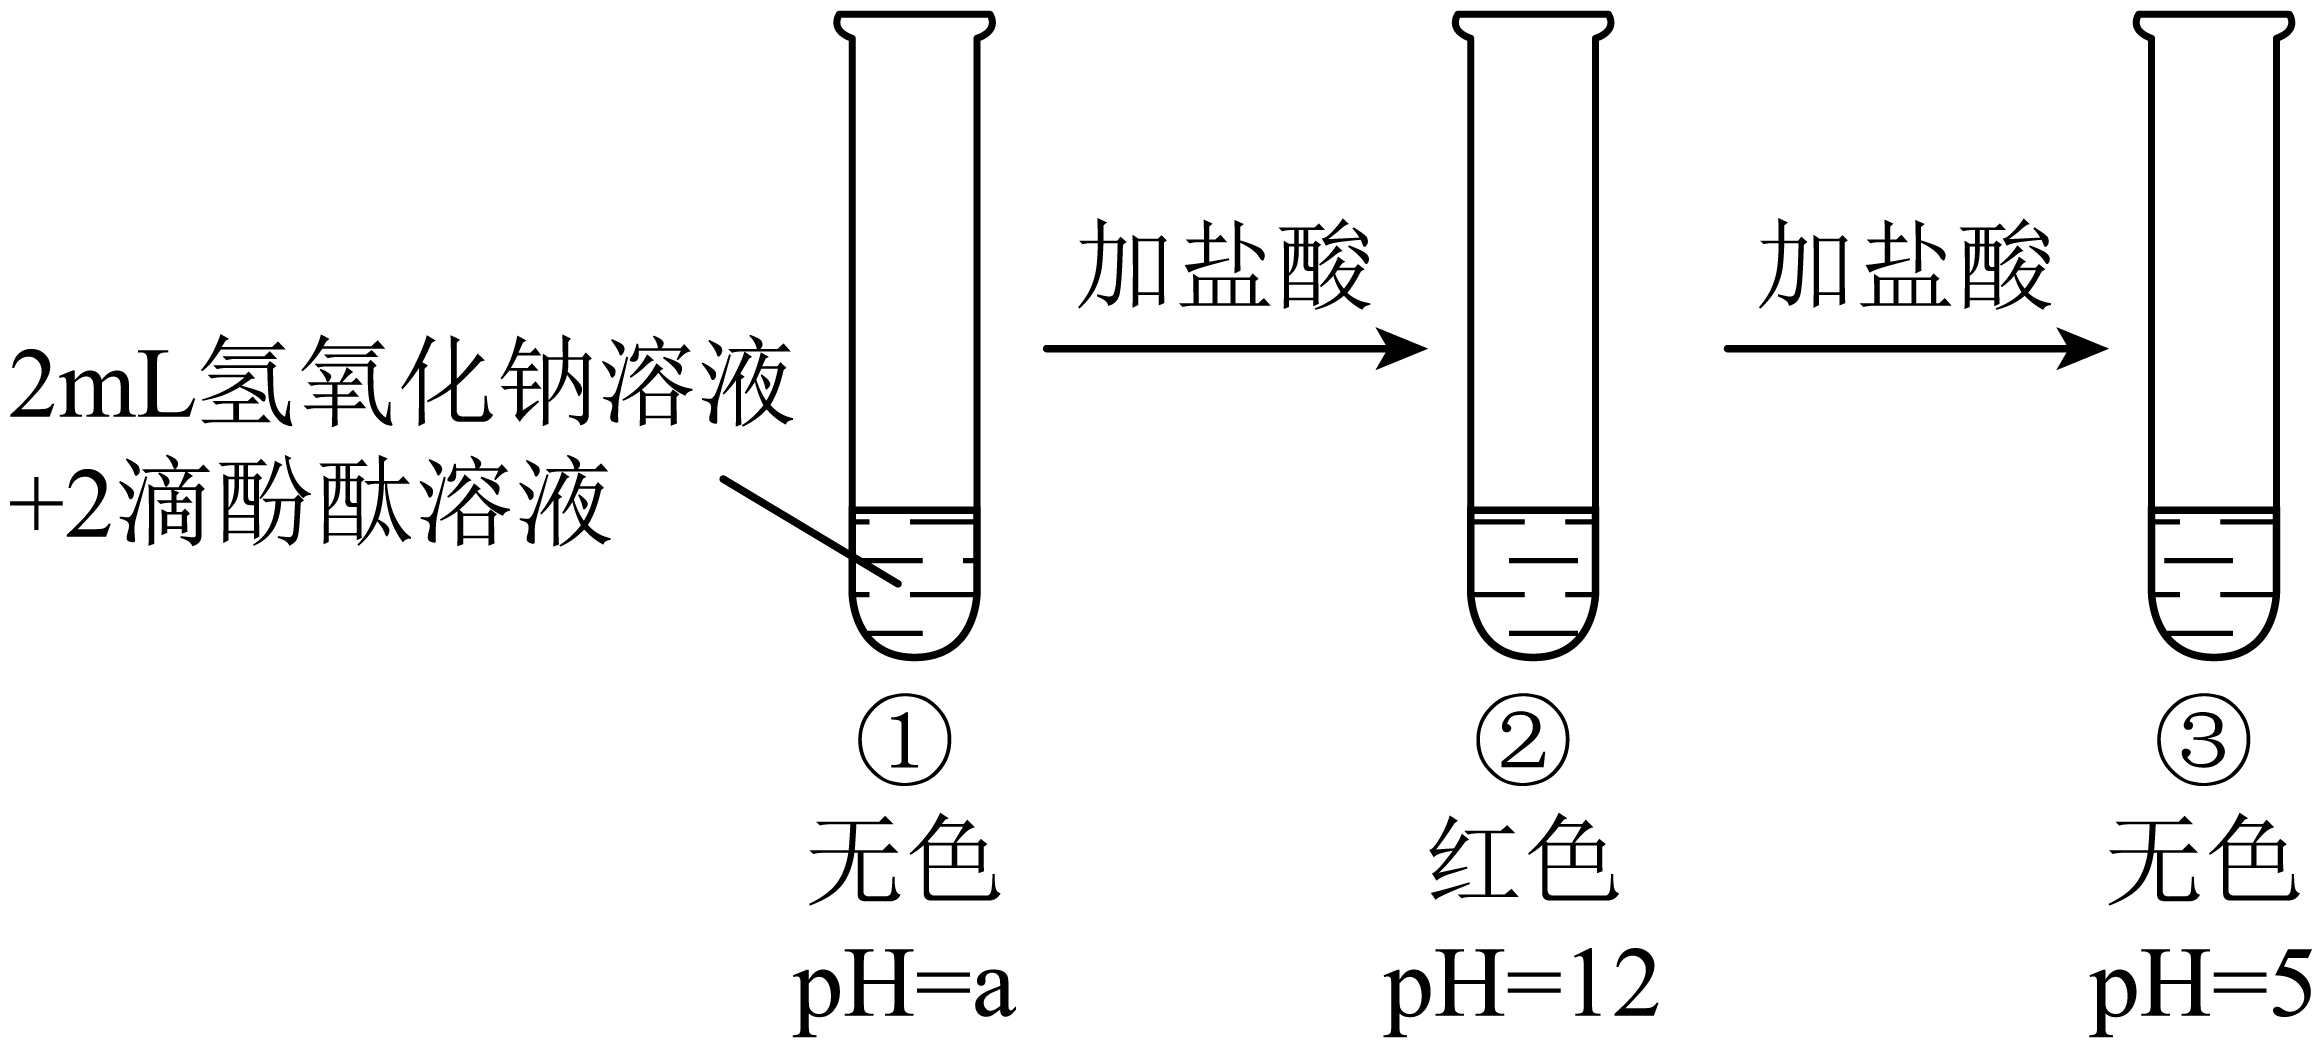 加盐酸
加盐酸
2mL氢氧化钠溶液
+2滴酚酞溶液
① ② ③
无色 红色 无色
pH=a pH=12 pH=5